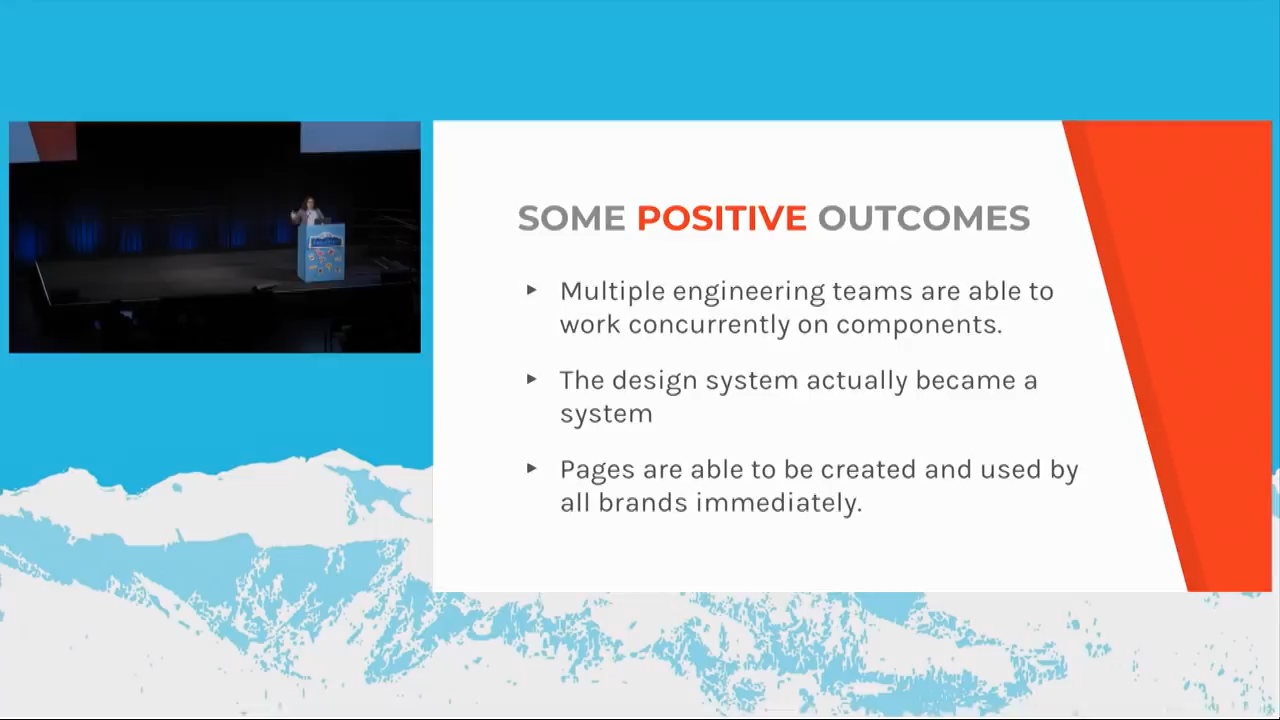 SOME POSITIVE OUTCOMES
Multiple engineering teams are able to
work concurrently on components.
The design system actually became a
system
Pages are able to be created and used by
all brands immediately.